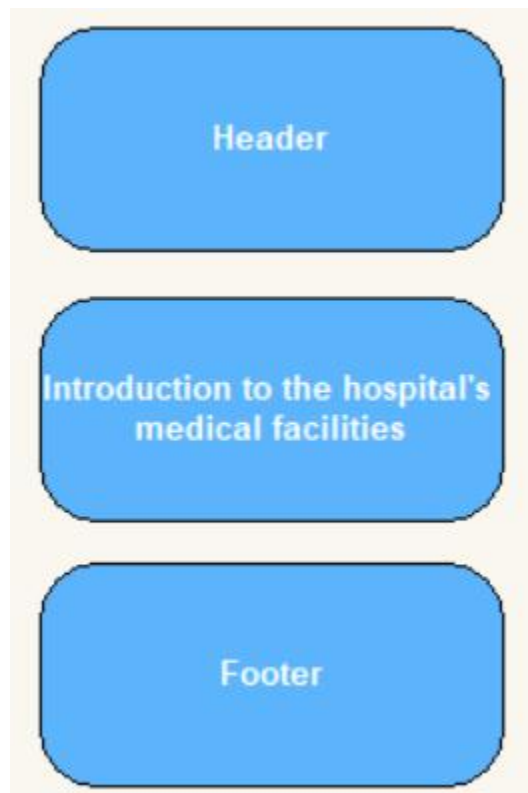 Header
Introduction to the hospital's
medical facilities
Footer